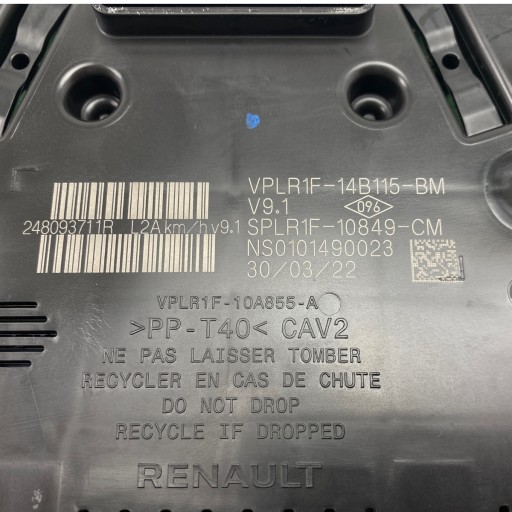 VPLR1F-14B115-BM
V9.1 096
248093711R L2A km/h v9.1 SPLR1F-10849-CM
NS0101490023
30/03/22
VPLR1F-10A855-A
>PP-T40< CAV2
NE PAS LAISSER TOMBER
RECYCLER EN CAS DE CHUTE
DO NOT DROP
RECYCLE IF DROPPED
RENAULT